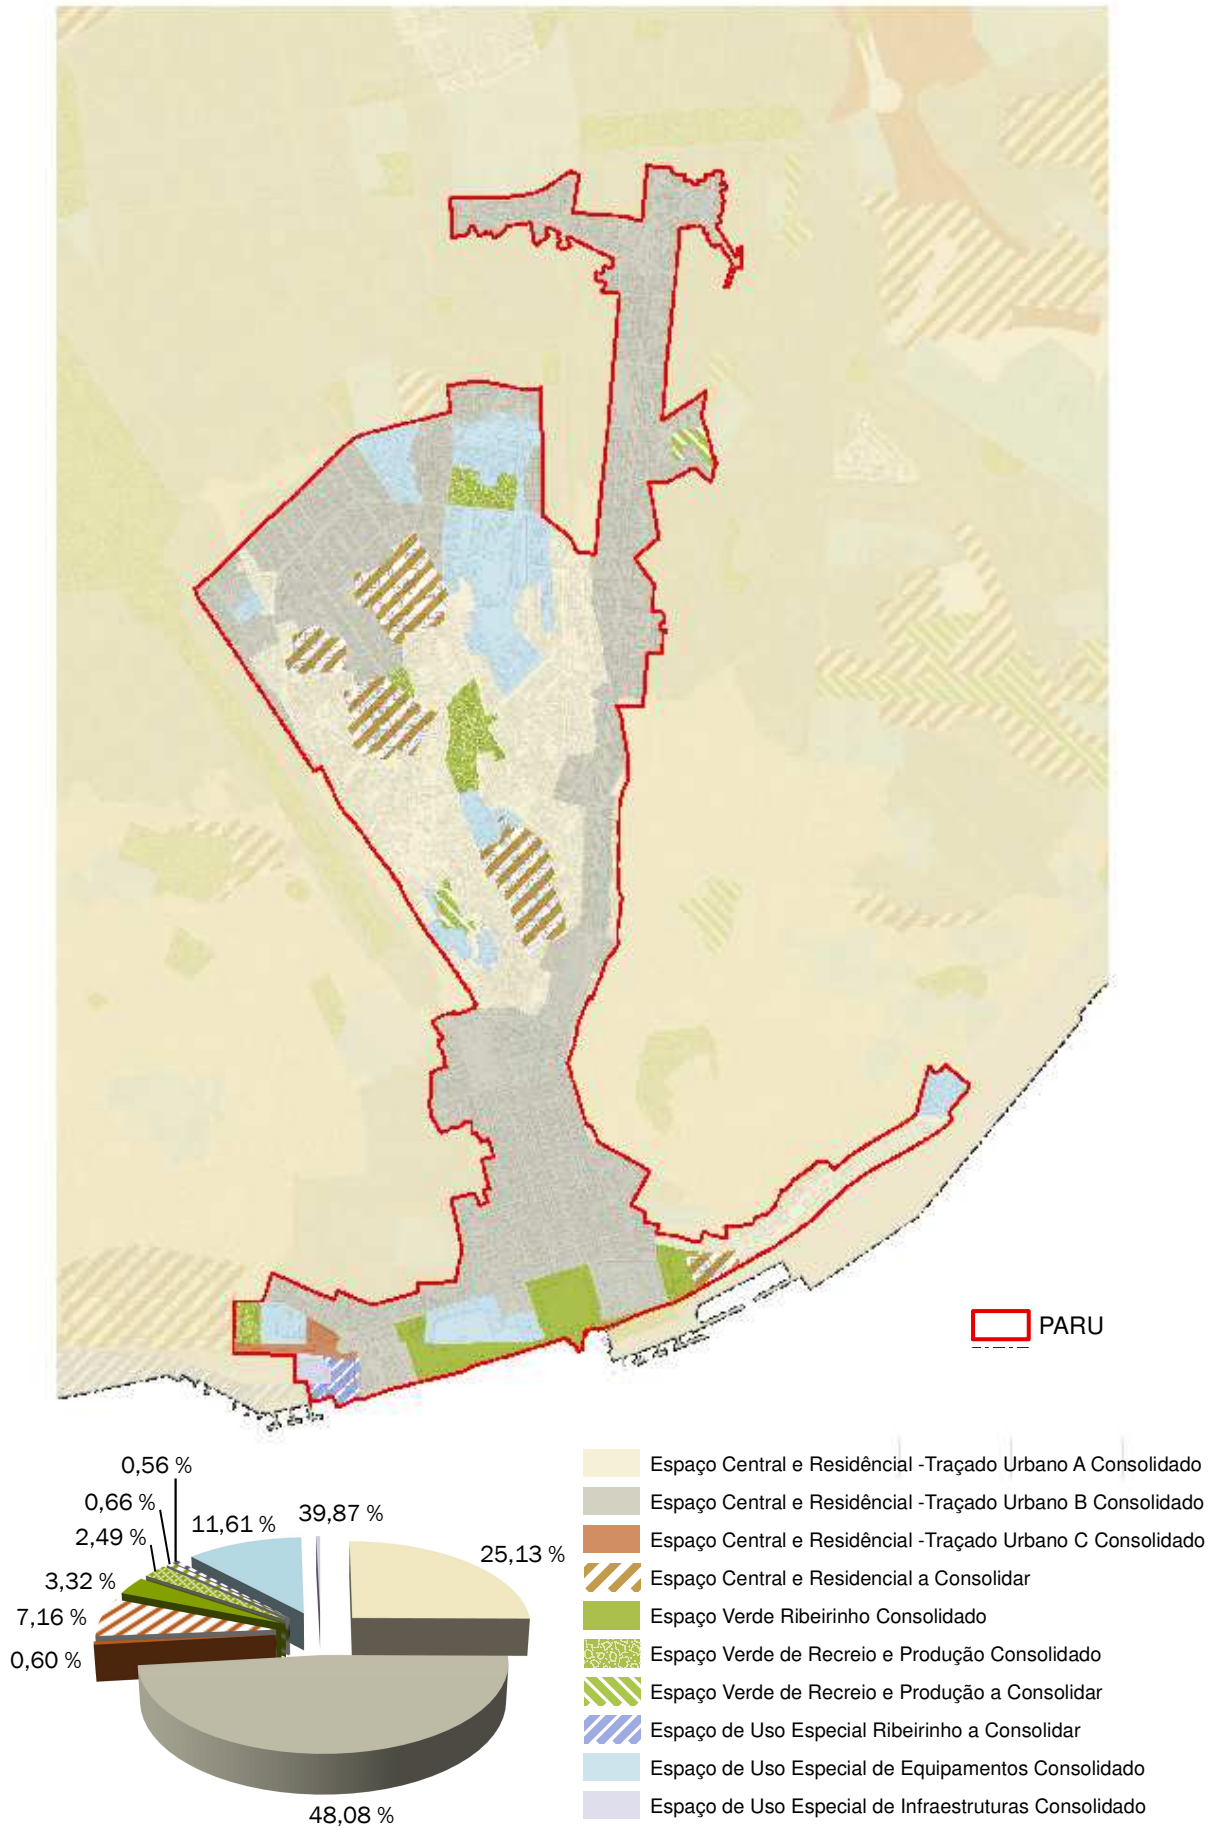 PARU
0,56 %
0,66 %
2,49 %
3,32 %
7,16 %
0,60 %
11,61 %
39,87 %
25,13 %
48,08 %
Espaço Central e Residêncial -Traçado Urbano A Consolidado
Espaço Central e Residêncial -Traçado Urbano B Consolidado
Espaço Central e Residêncial -Traçado Urbano C Consolidado
Espaço Central e Residencial a Consolidar
Espaço Verde Ribeirinho Consolidado
Espaço Verde de Recreio e Produção Consolidado
Espaço Verde de Recreio e Produção a Consolidar
Espaço de Uso Especial Ribeirinho a Consolidar
Espaço de Uso Especial de Equipamentos Consolidado
Espaço de Uso Especial de Infraestruturas Consolidado